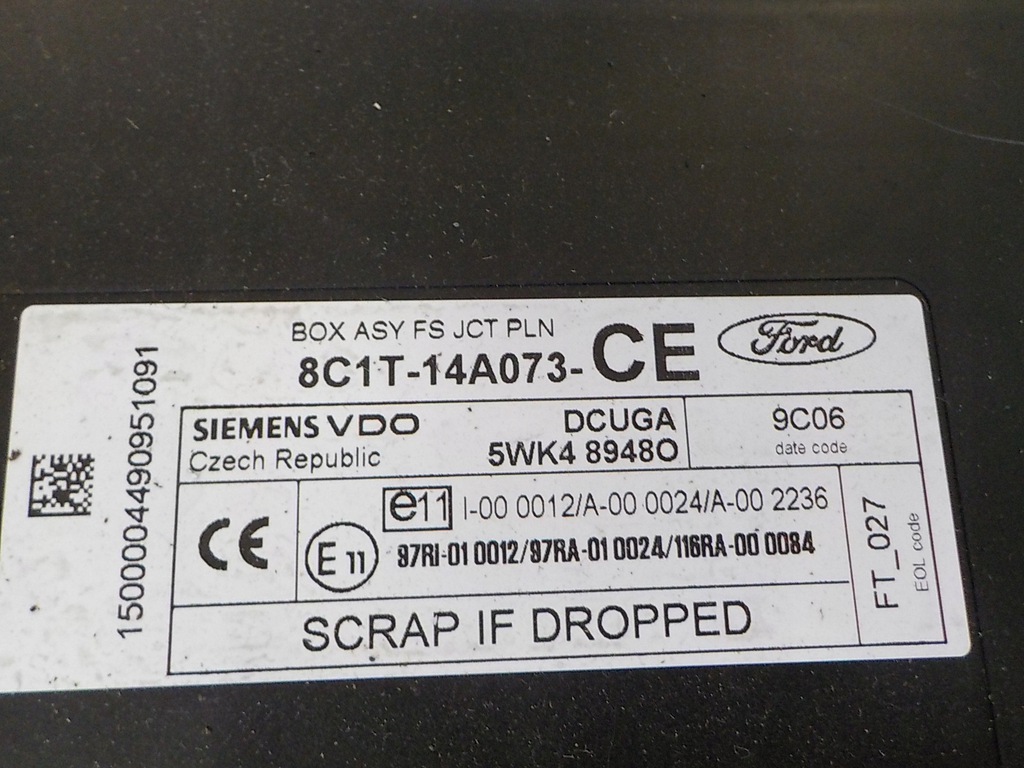 BOX ASY FS JCT PLN
8C1T-14A073-CE
Ford
SIEMENS VDO
Czech Republic
DCUGA
5WK4 8948O
9C06
date code
CE
e11 I-00 0012/A-00 0024/A-00 2236
E 11 97RI-01 0012/97RA-01 0024/116RA-00 0084
SCRAP IF DROPPED
FT_027
EOL code
1500044909551091